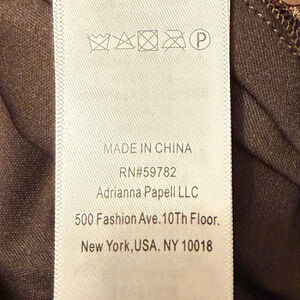 P
MADE IN CHINA
RN#59782
Adrianna Papell LLC
500 Fashion Ave.10Th Floor.
New York,USA. NY 10018